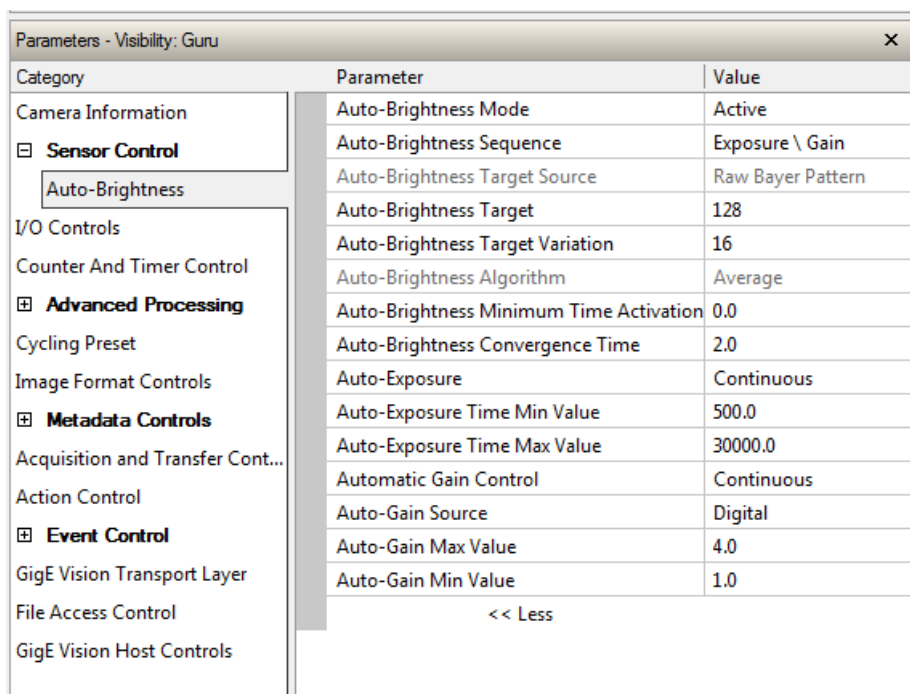 Parameters - Visibility: Guru ×
Category
Camera Information
Sensor Control
Auto-Brightness
I/O Controls
Counter And Timer Control
Advanced Processing
Cycling Preset
Image Format Controls
Metadata Controls
Acquisition and Transfer Cont...
Action Control
Event Control
GigE Vision Transport Layer
File Access Control
GigE Vision Host Controls
Parameter Value
Auto-Brightness Mode Active
Auto-Brightness Sequence Exposure \ Gain
Auto-Brightness Target Source Raw Bayer Pattern
Auto-Brightness Target 128
Auto-Brightness Target Variation 16
Auto-Brightness Algorithm Average
Auto-Brightness Minimum Time Activation 0.0
Auto-Brightness Convergence Time 2.0
Auto-Exposure Continuous
Auto-Exposure Time Min Value 500.0
Auto-Exposure Time Max Value 30000.0
Automatic Gain Control Continuous
Auto-Gain Source Digital
Auto-Gain Max Value 4.0
Auto-Gain Min Value 1.0
<< Less